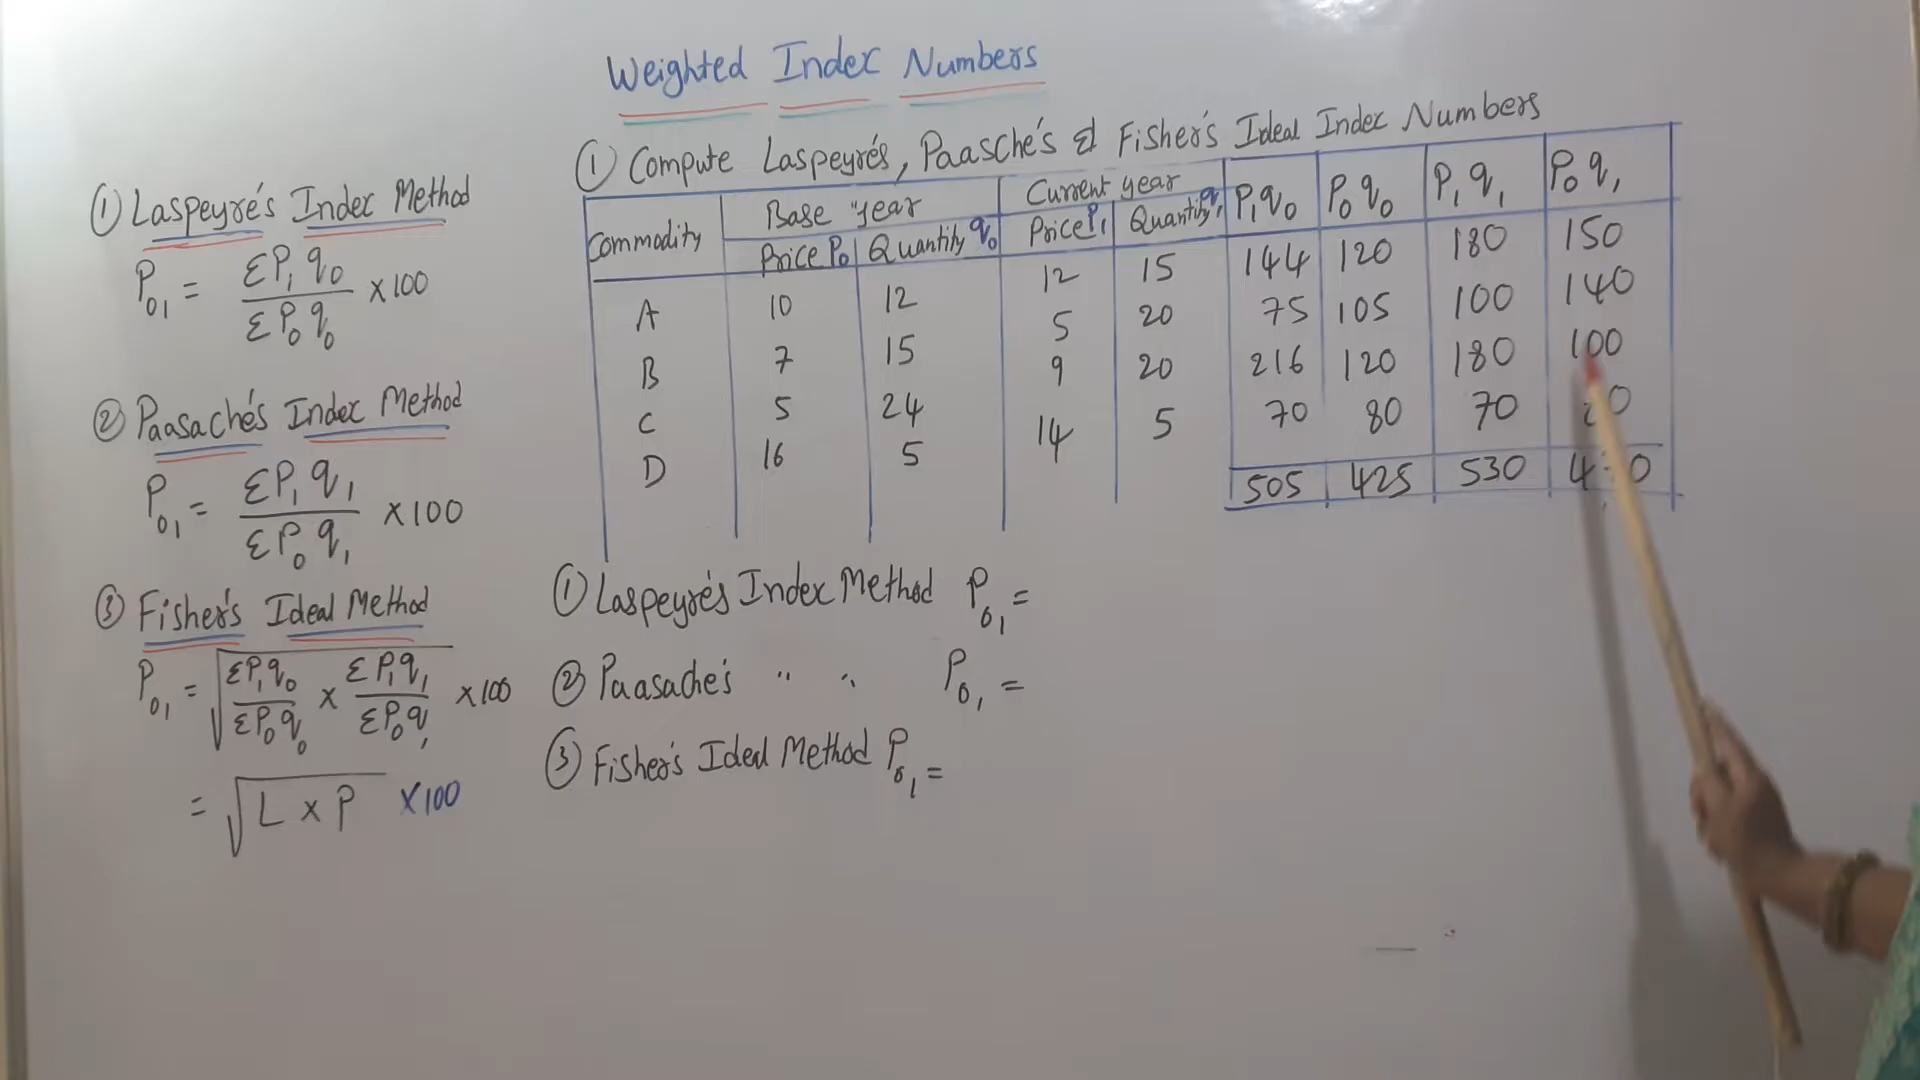 Weighted Index Numbers
① Compute Laspeyre's, Paasche's & Fisher's Ideal Index Numbers
Commodity | Base year | Current year | P₁q₀ | P₀q₀ | P₁q₁ | P₀q₁
Price P₀ | Quantity q₀ | Price P₁ | Quantity q₁
A 10 12 12 15 144 120 180 150
B 7 15 5 20 75 105 100 140
C 5 24 9 20 216 120 180 100
D 16 5 14 5 70 80 70
505 425 530
① Laspeyre's Index Method
P₀₁ = ΣP₁q₀ / ΣP₀q₀ ×100
② Paasache's Index Method
P₀₁ = ΣP₁q₁ / ΣP₀q₁ ×100
③ Fisher's Ideal Method
P₀₁ = √(ΣP₁q₀ / ΣP₀q₀ × ΣP₁q₁ / ΣP₀q₁) ×100
= √(L × P) ×100
① Laspeyre's Index Method P₀₁ =
② Paasache's " " P₀₁ =
③ Fisher's Ideal Method P₀₁ =